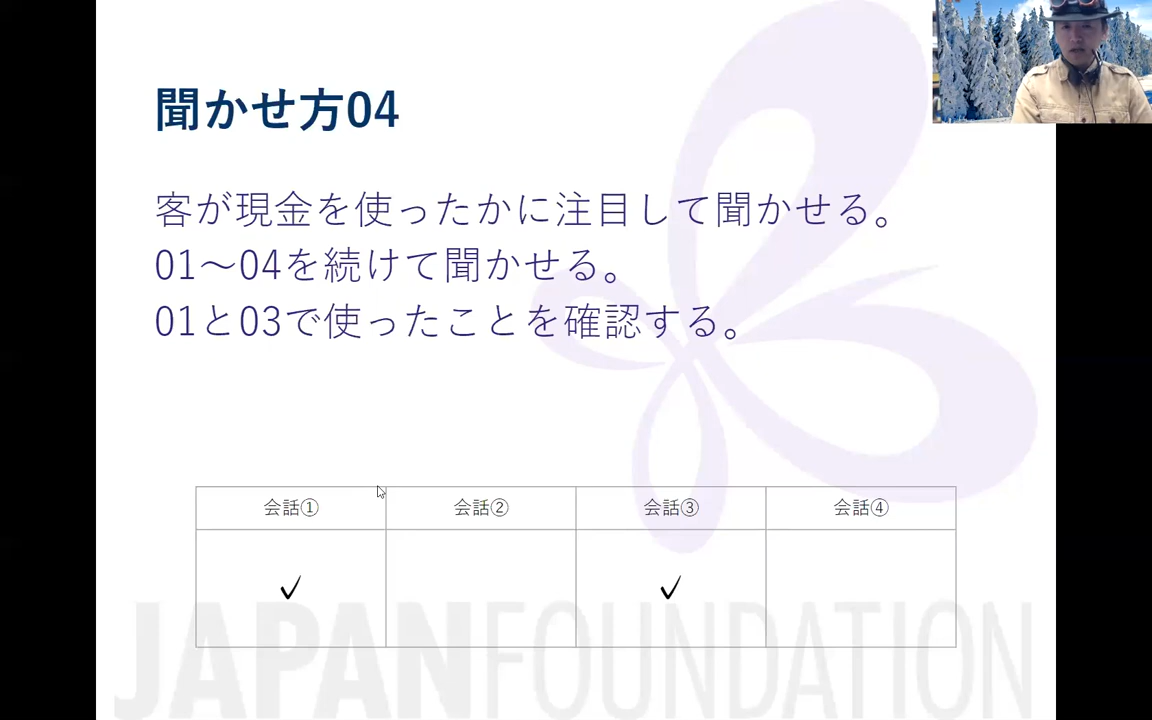 聞かせ方04
客が現金を使ったかに注目して聞かせる。
01～04を続けて聞かせる。
01と03で使ったことを確認する。
会話① 会話② 会話③ 会話④
✓ ✓
JAPANFOUNDATION